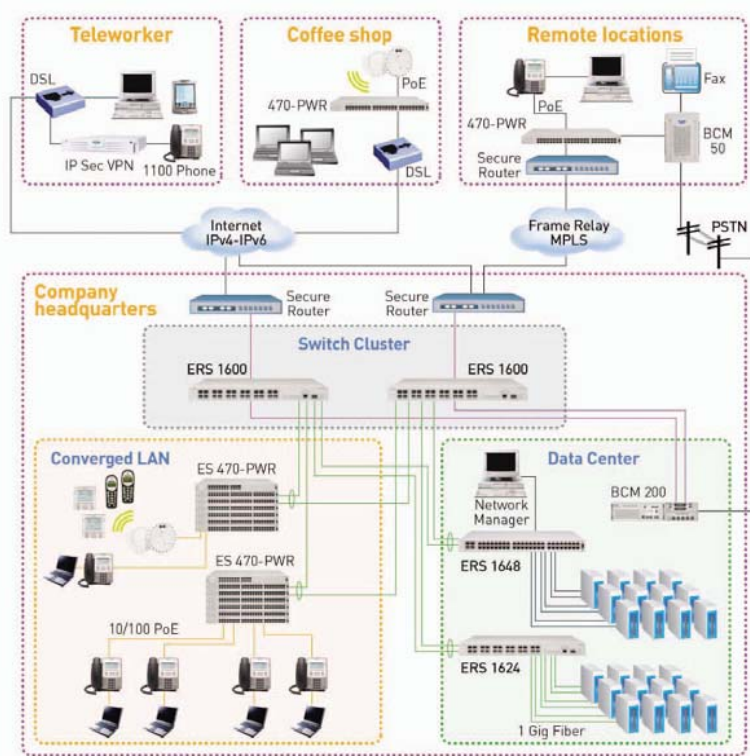 Teleworker
DSL
IP Sec VPN
1100 Phone
Coffee shop
PoE
470-PWR
DSL
Remote locations
Fax
PoE
470-PWR
BCM
50
Secure
Router
Internet
IPv4-IPv6
Frame Relay
MPLS
PSTN
Company
headquarters
Secure
Router
Secure
Router
Switch Cluster
ERS 1600
ERS 1600
Converged LAN
ES 470-PWR
ES 470-PWR
10/100 PoE
Data Center
Network
Manager
BCM 200
ERS 1648
ERS 1624
1 Gig Fiber